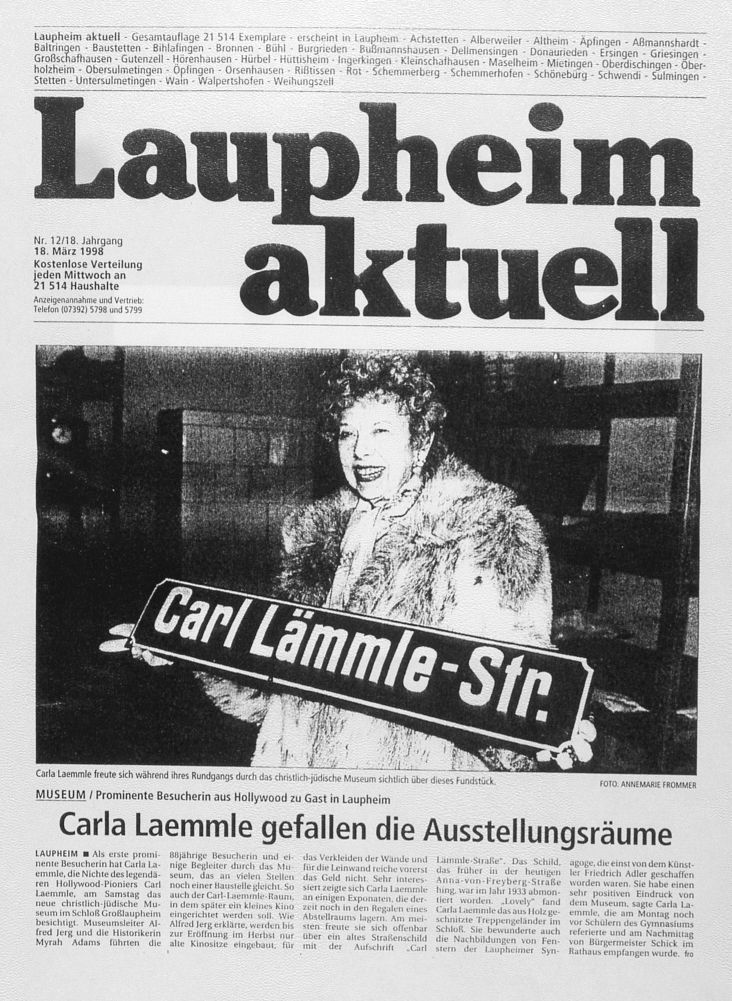 Laupheim aktuell - Gesamtauflage 21 514 Exemplare - erscheint in Laupheim - Achstetten - Alberweiler - Altheim - Äpfingen - Aßmannshardt -
Baltringen - Baustetten - Bihlafingen - Bronnen - Bühl - Burgrieden - Bußmannshausen - Dellmensingen - Donaurieden - Ersingen - Griesingen -
Großschafhausen - Gutenzell - Hörenhausen - Hürbel - Hüttisheim - Ingerkingen - Kleinschafhausen - Maselheim - Mietingen - Oberdischingen - Ober-
holzheim - Obersulmetingen - Öpfingen - Orsenhausen - Rißtissen - Rot - Schemmerberg - Schemmerhofen - Schönebürg - Schwendi - Sulmingen -
Stetten - Untersulmetingen - Wain - Walpertshofen - Weihungszell
Laupheim
aktuell
Nr. 12/18. Jahrgang
18. März 1998
Kostenlose Verteilung
jeden Mittwoch an
21 514 Haushalte
Anzeigenannahme und Vertrieb:
Telefon (07392) 5798 und 5799
Carl Lämmle-Str.
Carla Laemmle freute sich während ihres Rundgangs durch das christlich-jüdische Museum sichtlich über dieses Fundstück.
FOTO: ANNEMARIE FROMMER
MUSEUM / Prominente Besucherin aus Hollywood zu Gast in Laupheim
Carla Laemmle gefallen die Ausstellungsräume
LAUPHEIM ■ Als erste promi-
nente Besucherin hat Carla La-
emmle, die Nichte des legendä-
ren Hollywood-Pioniers Carl
Laemmle, am Samstag das
neue christlich-jüdische Mu-
seum im Schloß Großlaupheim
besichtigt. Museumsleiter Al-
fred Jerg und die Historikerin
Myrah Adams führten die
88jährige Besucherin und ei-
nige Begleiter durch das Mu-
seum, das an vielen Stellen
noch einer Baustelle gleicht. So
auch der Carl-Laemmle-Raum,
in dem später ein kleines Kino
eingerichtet werden soll. Wie
Alfred Jerg erklärte, werden bis
zur Eröffnung im Herbst nur
alte Kinositze eingebaut, für
das Verkleiden der Wände und
für die Leinwand reiche vorerst
das Geld nicht. Sehr interes-
siert zeigte sich Carla Laemmle
an einigen Exponaten, die der-
zeit noch in den Regalen eines
Abstellraums lagern. Am mei-
sten freute sie sich offenbar
über ein altes Straßenschild
mit der Aufschrift „Carl
Lämmle-Straße“. Das Schild,
das früher in der heutigen
Anna-von-Freyberg-Straße
hing, war im Jahr 1933 abmon-
tiert worden. „Lovely“ fand
Carla Laemmle das aus Holz ge-
schnitzte Treppengeländer im
Schloß. Sie bewunderte auch
die Nachbildungen von Fen-
stern der Laupheimer Syn-
agoge, die einst von dem Künst-
ler Friedrich Adler geschaffen
worden waren. Sie habe einen
sehr positiven Eindruck von
dem Museum, sagte Carla La-
emmle, die am Montag noch
vor Schülern des Gymnasiums
referierte und am Nachmittag
von Bürgermeister Schick im
Rathaus empfangen wurde. fro